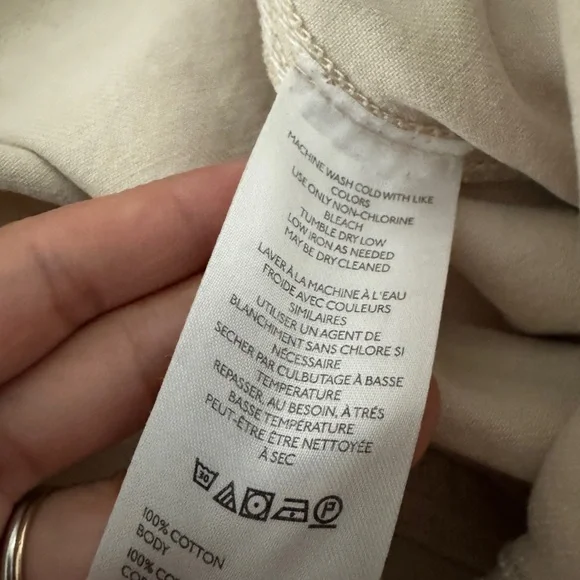 MACHINE WASH COLD WITH LIKE
COLORS
USE ONLY NON-CHLORINE
BLEACH
TUMBLE DRY LOW
LOW IRON AS NEEDED
MAY BE DRY CLEANED
LAVER À LA MACHINE À L'EAU
FROIDE AVEC COULEURS
SIMILAIRES
UTILISER UN AGENT DE
BLANCHIMENT SANS CHLORE SI
NÉCESSAIRE
SECHER PAR CULBUTAGE À BASSE
TEMPERATURE
REPASSER, AU BESOIN, À TRÉS
BASSE TEMPÉRATURE
PEUT-ÊTRE ÊTRE NETTOYÉE
À SEC
30 P
100% COTTON
BODY
100%